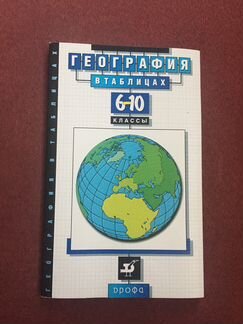 ГЕОГРАФИЯ
В ТАБЛИЦАХ
6-10
КЛАССЫ
дрофа
ГЕОГРАФИЯ В ТАБЛИЦАХ